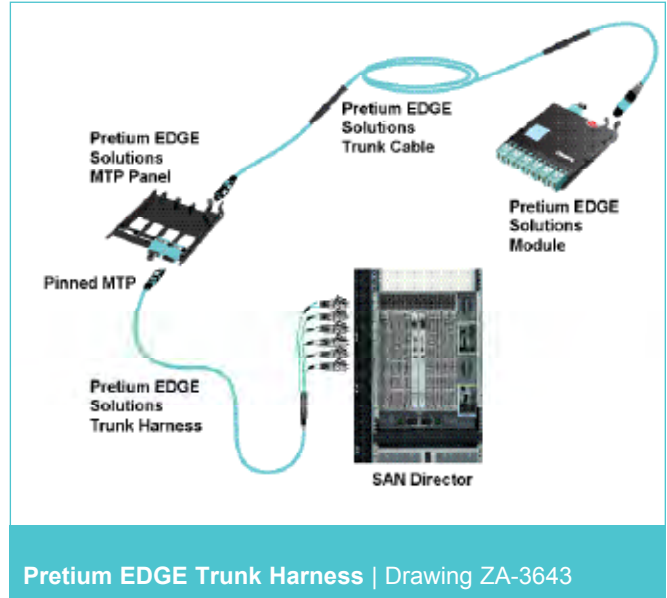 Pretium EDGE
Solutions
Trunk Cable
Pretium EDGE
Solutions
MTP Panel
Pretium EDGE
Solutions
Module
Pinned MTP
Pretium EDGE
Solutions
Trunk Harness
SAN Director
Pretium EDGE Trunk Harness | Drawing ZA-3643